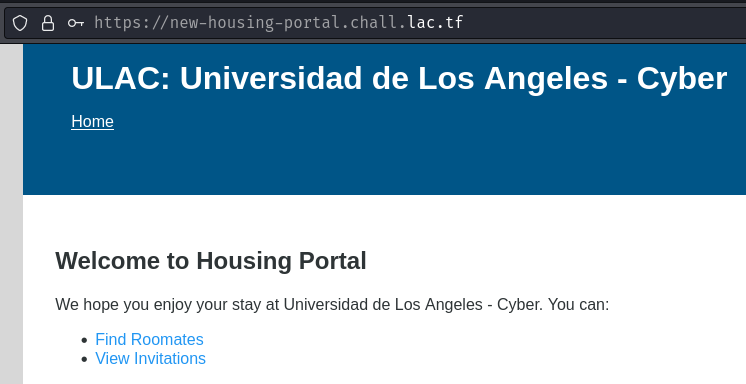 https://new-housing-portal.chall.lac.tf
ULAC: Universidad de Los Angeles - Cyber
Home
Welcome to Housing Portal
We hope you enjoy your stay at Universidad de Los Angeles - Cyber. You can:
Find Roomates
View Invitations